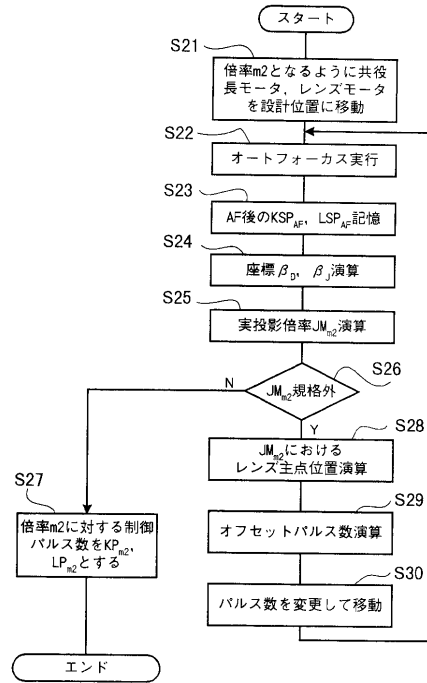 スタート
S21
倍率m2となるように共役
長モータ，レンズモータ
を設計位置に移動
S22
オートフォーカス実行
S23
AF後のKSP_AF，LSP_AF記憶
S24
座標β_D，β_J演算
S25
実投影倍率JM_m2演算
S26
JM_m2規格外
N
Y
S28
JM_m2における
レンズ主点位置演算
S27
倍率m2に対する制御
パルス数をKP_m2，
LP_m2とする
S29
オフセットパルス数演算
S30
パルス数を変更して移動
エンド